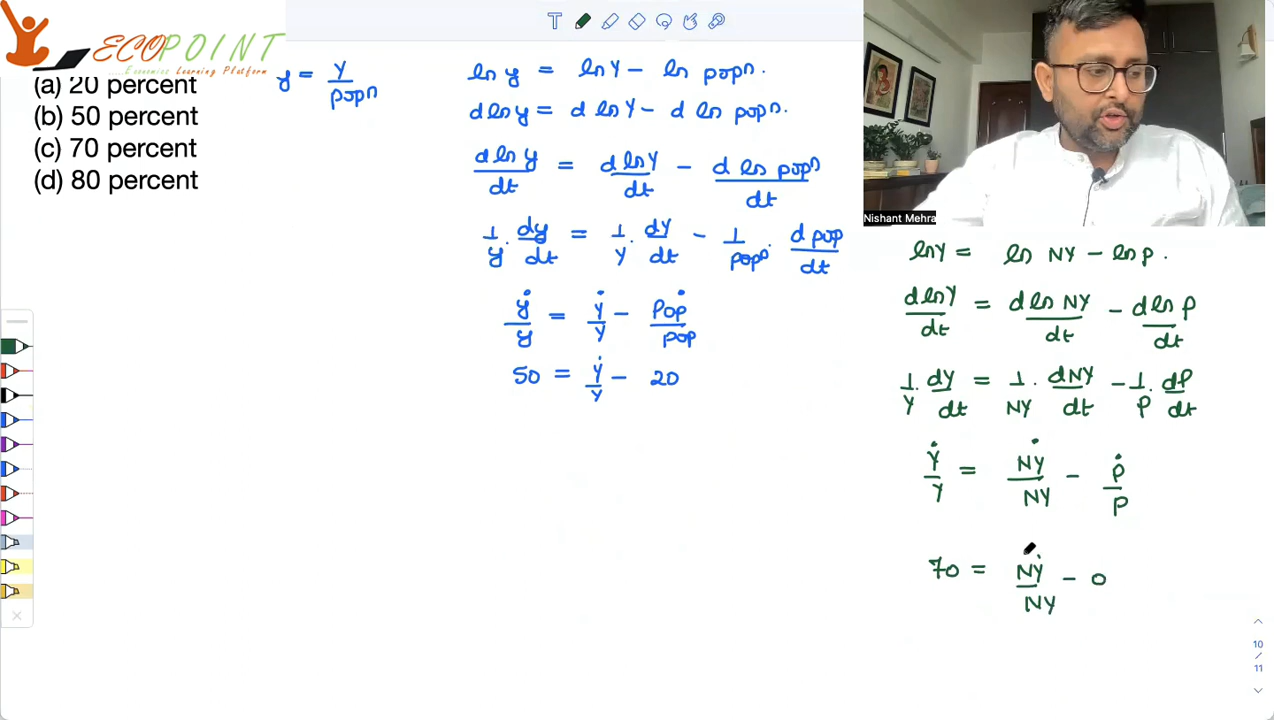 ECOPOINT
....Economics Learning Platform
(a) 20 percent
(b) 50 percent
(c) 70 percent
(d) 80 percent
y = Y / popn
ln y = ln Y − ln popn.
d ln y = d ln Y − d ln popn.
d ln y / dt = d ln Y / dt − d ln popn / dt
1/y . dy/dt = 1/Y . dY/dt − 1/popn . d pop/dt
ẏ/y = Ẏ/Y − Pop̊/pop
50 = Ẏ/Y − 20
Nishant Mehra
ln Y = ln NY − ln P.
d ln Y / dt = d ln NY / dt − d ln P / dt
1/Y . dY/dt = 1/NY . dNY/dt − 1/P . dP/dt
Ẏ/Y = NẎ/NY − Ṗ/P
70 = NẎ/NY − 0
T
10
/
11